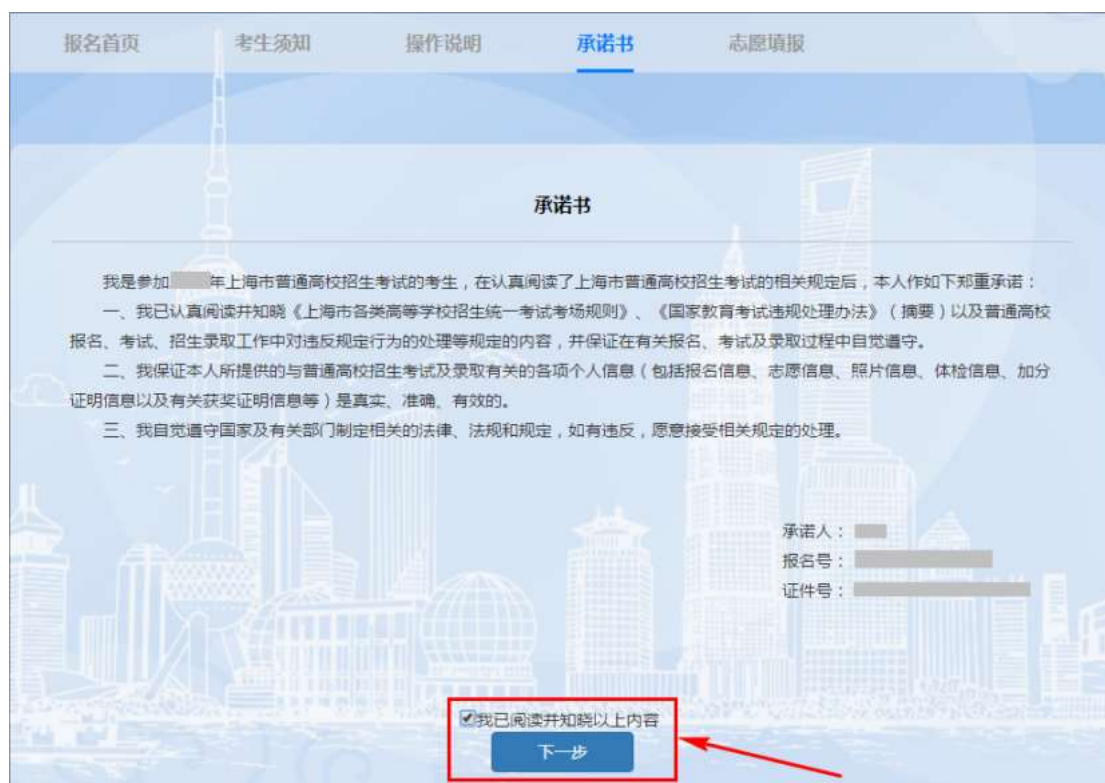 报名首页 考生须知 操作说明 承诺书 志愿填报
承诺书
我是参加 年上海市普通高校招生考试的考生，在认真阅读了上海市普通高校招生考试的相关规定后，本人作如下郑重承诺：
一、我已认真阅读并知晓《上海市各类高等学校招生统一考试考场规则》、《国家教育考试违规处理办法》（摘要）以及普通高校
报名、考试、招生录取工作中对违反规定行为的处理等规定的内容，并保证在有关报名、考试及录取过程中自觉遵守。
二、我保证本人所提供的与普通高校招生考试及录取有关的各项个人信息（包括报名信息、志愿信息、照片信息、体检信息、加分
证明信息以及有关获奖证明信息等）是真实、准确、有效的。
三、我自觉遵守国家及有关部门制定相关的法律、法规和规定，如有违反，愿意接受相关规定的处理。
承诺人：
报名号：
证件号：
我已阅读并知晓以上内容
下一步